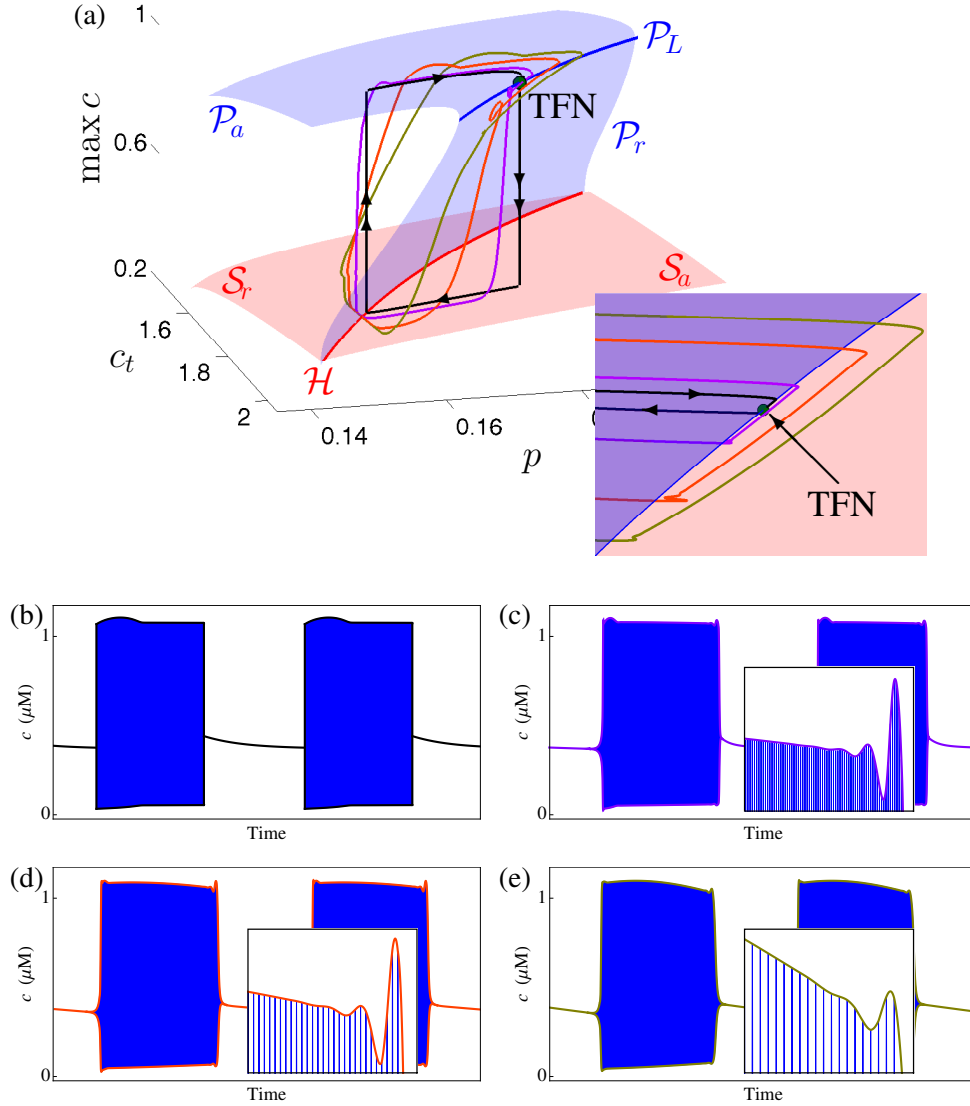 (a)
1
0.6
0.2
max c
1.6
1.8
2
c_t
0.14
0.16
p
𝒫_L
𝒫_a
𝒫_r
TFN
𝒮_r
𝒮_a
ℋ
TFN
(b)
1
0
c (μM)
Time
(c)
1
0
c (μM)
Time
(d)
1
0
c (μM)
Time
(e)
1
0
c (μM)
Time